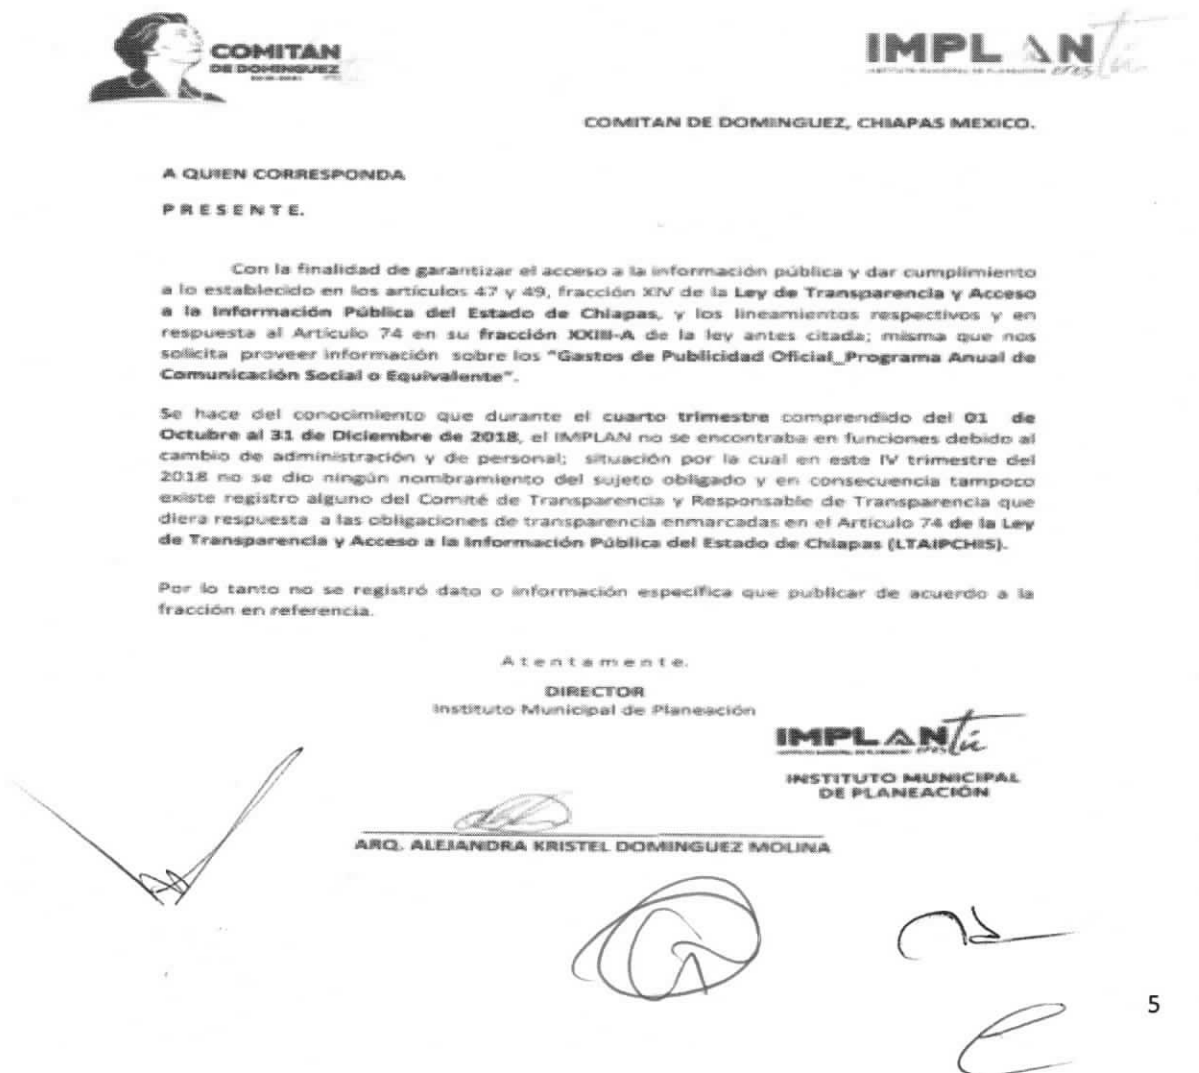 COMITAN
DE DOMINGUEZ
IMPLAN tú
INSTITUTO MUNICIPAL DE PLANEACIÓN eres
COMITAN DE DOMINGUEZ, CHIAPAS MEXICO.
A QUIEN CORRESPONDA
P R E S E N T E.
Con la finalidad de garantizar el acceso a la información pública y dar cumplimiento
a lo establecido en los artículos 47 y 49, fracción XIV de la Ley de Transparencia y Acceso
a la Información Pública del Estado de Chiapas, y los lineamientos respectivos y en
respuesta al Artículo 74 en su fracción XXIII-A de la ley antes citada; misma que nos
solicita proveer información sobre los "Gastos de Publicidad Oficial_Programa Anual de
Comunicación Social o Equivalente".
Se hace del conocimiento que durante el cuarto trimestre comprendido del 01 de
Octubre al 31 de Diciembre de 2018, el IMPLAN no se encontraba en funciones debido al
cambio de administración y de personal; situación por la cual en este IV trimestre del
2018 no se dio ningún nombramiento del sujeto obligado y en consecuencia tampoco
existe registro alguno del Comité de Transparencia y Responsable de Transparencia que
diera respuesta a las obligaciones de transparencia enmarcadas en el Artículo 74 de la Ley
de Transparencia y Acceso a la Información Pública del Estado de Chiapas (LTAIPCHIS).
Por lo tanto no se registró dato o información específica que publicar de acuerdo a la
fracción en referencia.
A t e n t a m e n t e.
DIRECTOR
Instituto Municipal de Planeación
IMPLAN tú
eres
INSTITUTO MUNICIPAL
DE PLANEACIÓN
ARQ. ALEJANDRA KRISTEL DOMINGUEZ MOLINA
5